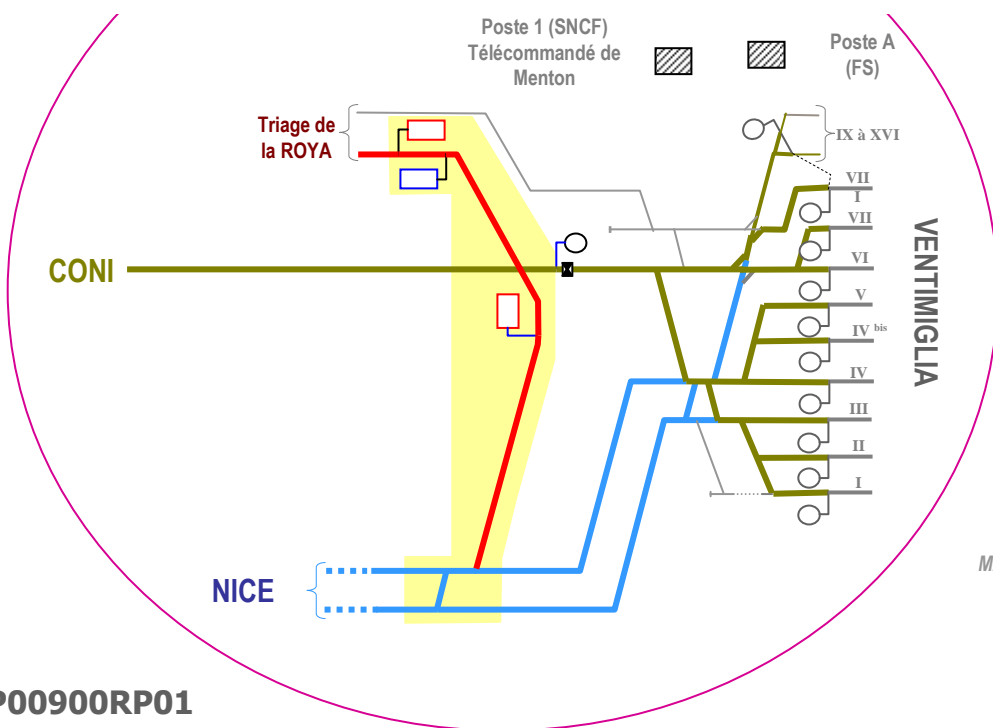 Poste 1 (SNCF)
Télécommandé de
Menton
Poste A
(FS)
Triage de
la ROYA
IX à XVI
VII
I
VII
CONI
VI
V
IV bis
IV
III
II
I
VENTIMIGLIA
NICE
M
P00900RP01